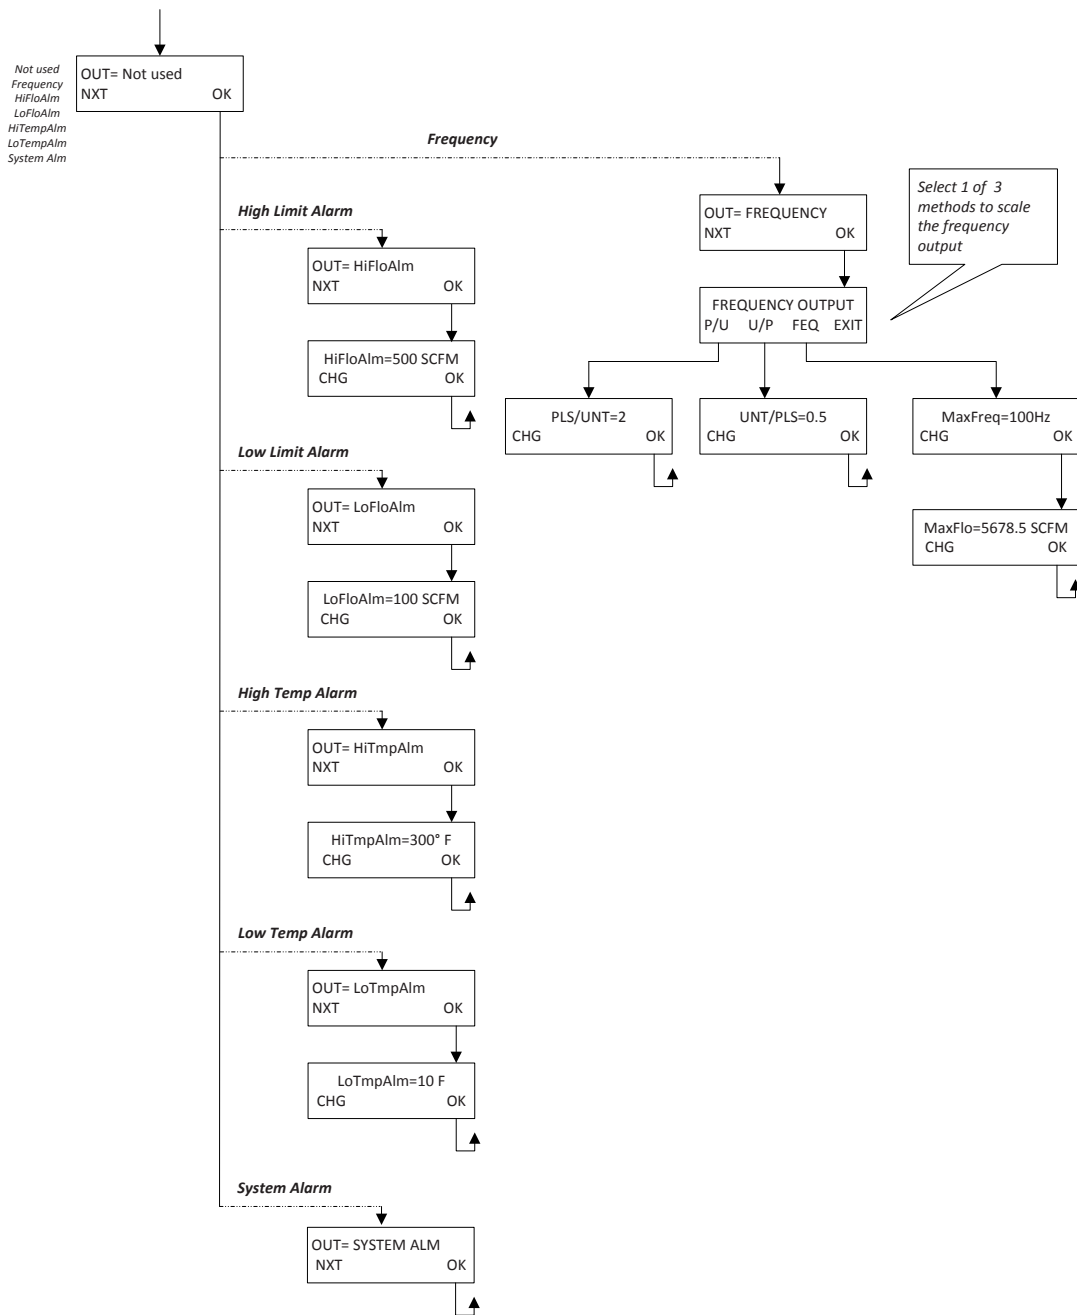 Not used
Frequency
HiFloAlm
LoFloAlm
HiTempAlm
LoTempAlm
System Alm
OUT= Not used
NXT OK
Frequency
Select 1 of 3
methods to scale
the frequency
output
OUT= FREQUENCY
NXT OK
FREQUENCY OUTPUT
P/U U/P FEQ EXIT
PLS/UNT=2
CHG OK
UNT/PLS=0.5
CHG OK
MaxFreq=100Hz
CHG OK
MaxFlo=5678.5 SCFM
CHG OK
High Limit Alarm
OUT= HiFloAlm
NXT OK
HiFloAlm=500 SCFM
CHG OK
Low Limit Alarm
OUT= LoFloAlm
NXT OK
LoFloAlm=100 SCFM
CHG OK
High Temp Alarm
OUT= HiTmpAlm
NXT OK
HiTmpAlm=300° F
CHG OK
Low Temp Alarm
OUT= LoTmpAlm
NXT OK
LoTmpAlm=10 F
CHG OK
System Alarm
OUT= SYSTEM ALM
NXT OK